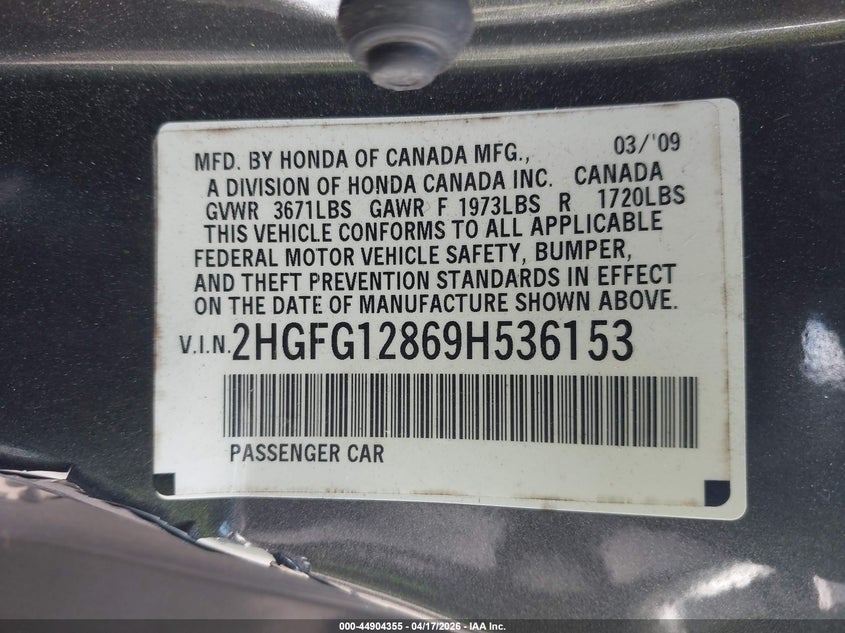 03/'09
MFD. BY HONDA OF CANADA MFG.,
A DIVISION OF HONDA CANADA INC. CANADA
GVWR 3671LBS GAWR F 1973LBS R 1720LBS
THIS VEHICLE CONFORMS TO ALL APPLICABLE
FEDERAL MOTOR VEHICLE SAFETY, BUMPER,
AND THEFT PREVENTION STANDARDS IN EFFECT
ON THE DATE OF MANUFACTURE SHOWN ABOVE.
V.I.N. 2HGFG12869H536153
PASSENGER CAR
000-44904355 - 04/17/2026 - IAA Inc.